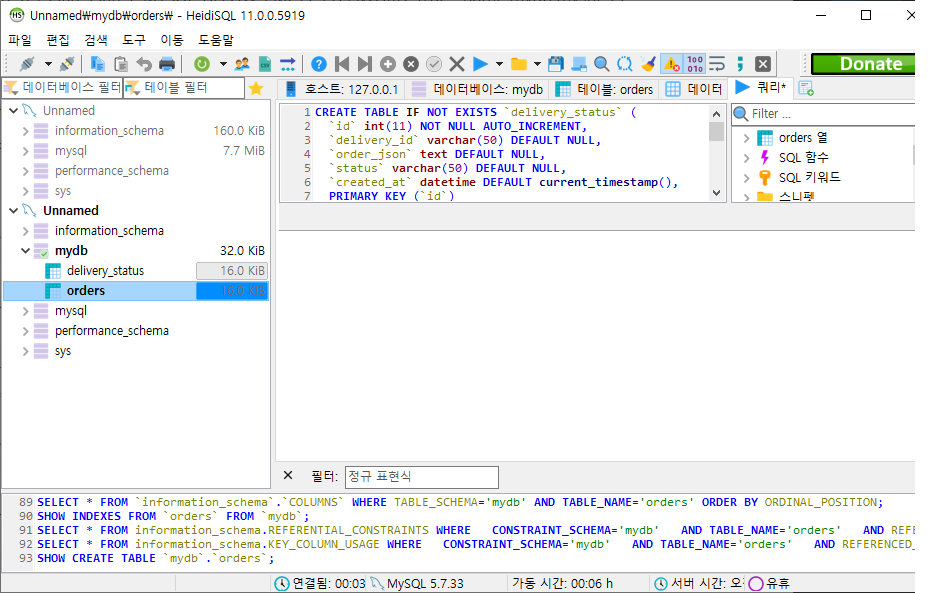 Unnamed₩mydb₩orders₩ - HeidiSQL 11.0.0.5919
파일 편집 검색 도구 이동 도움말
Donate
데이터베이스 필터 테이블 필터
호스트: 127.0.0.1 데이터베이스: mydb 테이블: orders 데이터 쿼리*
Unnamed
information_schema 160.0 KiB
mysql 7.7 MiB
performance_schema
sys
Unnamed
information_schema
mydb 32.0 KiB
delivery_status 16.0 KiB
orders 16.0 KiB
mysql
performance_schema
sys
1 CREATE TABLE IF NOT EXISTS `delivery_status` (
2 `id` int(11) NOT NULL AUTO_INCREMENT,
3 `delivery_id` varchar(50) DEFAULT NULL,
4 `order_json` text DEFAULT NULL,
5 `status` varchar(50) DEFAULT NULL,
6 `created_at` datetime DEFAULT current_timestamp(),
7 PRIMARY KEY (`id`)
Filter ...
orders 열
SQL 함수
SQL 키워드
스니펫
필터: 정규 표현식
89 SELECT * FROM `information_schema`.`COLUMNS` WHERE TABLE_SCHEMA='mydb' AND TABLE_NAME='orders' ORDER BY ORDINAL_POSITION;
90 SHOW INDEXES FROM `orders` FROM `mydb`;
91 SELECT * FROM information_schema.REFERENTIAL_CONSTRAINTS WHERE CONSTRAINT_SCHEMA='mydb' AND TABLE_NAME='orders' AND REFE
92 SELECT * FROM information_schema.KEY_COLUMN_USAGE WHERE CONSTRAINT_SCHEMA='mydb' AND TABLE_NAME='orders' AND REFERENCED_
93 SHOW CREATE TABLE `mydb`.`orders`;
연결됨: 00:03 MySQL 5.7.33 가동 시간: 00:06 h 서버 시간: 유휴